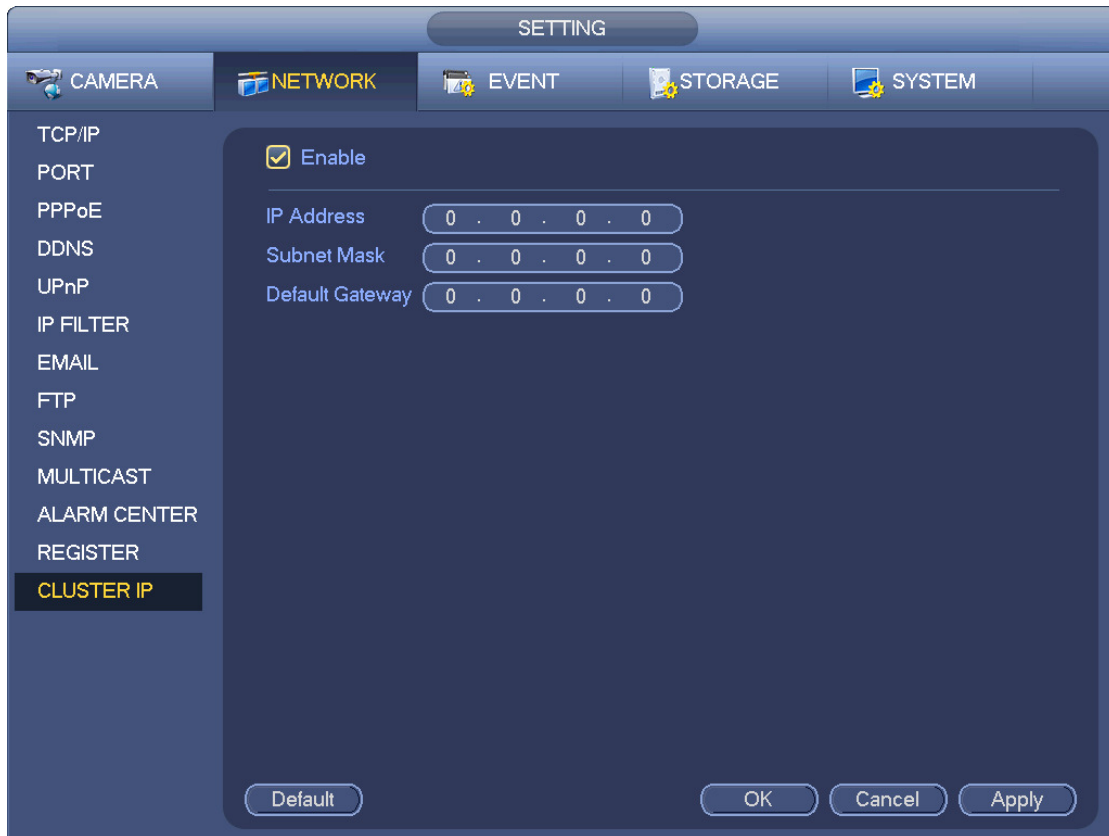 SETTING
CAMERA NETWORK EVENT STORAGE SYSTEM
TCP/IP
PORT
PPPoE
DDNS
UPnP
IP FILTER
EMAIL
FTP
SNMP
MULTICAST
ALARM CENTER
REGISTER
CLUSTER IP
Enable
IP Address 0 . 0 . 0 . 0
Subnet Mask 0 . 0 . 0 . 0
Default Gateway 0 . 0 . 0 . 0
Default OK Cancel Apply